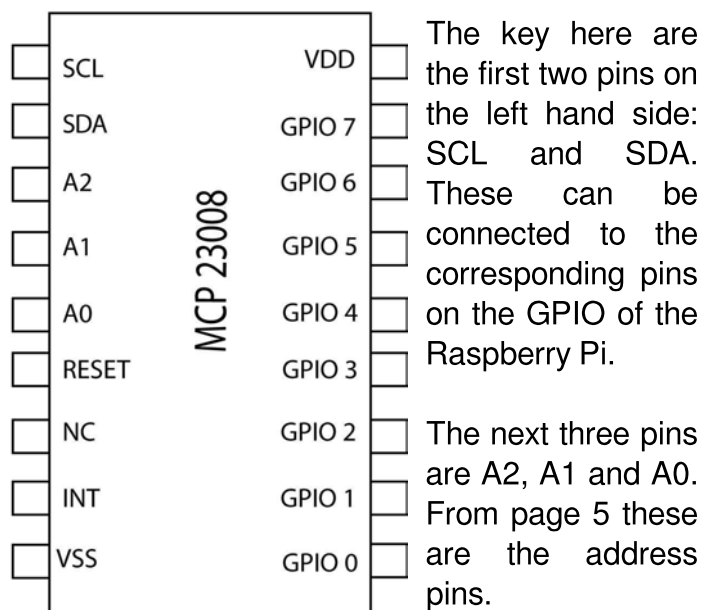 SCL
SDA
A2
A1
A0
RESET
NC
INT
VSS
MCP 23008
VDD
GPIO 7
GPIO 6
GPIO 5
GPIO 4
GPIO 3
GPIO 2
GPIO 1
GPIO 0
The key here are
the first two pins on
the left hand side:
SCL and SDA.
These can be
connected to the
corresponding pins
on the GPIO of the
Raspberry Pi.
The next three pins
are A2, A1 and A0.
From page 5 these
are the address
pins.